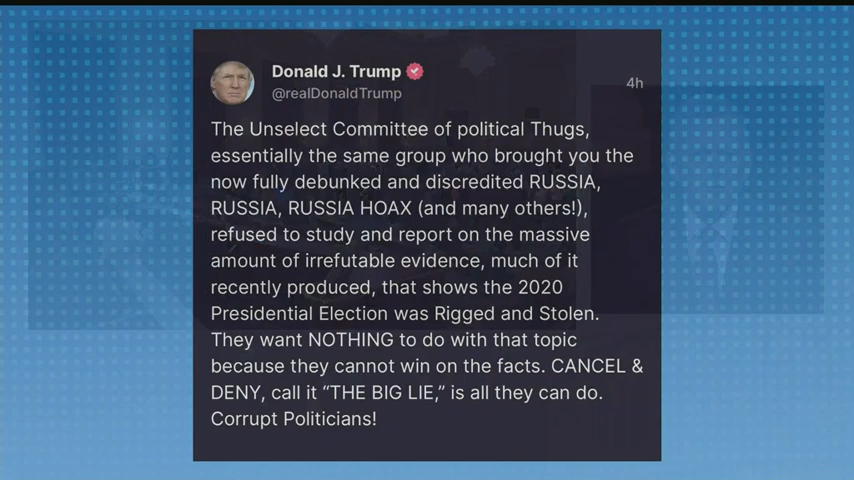 Donald J. Trump
@realDonaldTrump
4h
The Unselect Committee of political Thugs,
essentially the same group who brought you the
now fully debunked and discredited RUSSIA,
RUSSIA, RUSSIA HOAX (and many others!),
refused to study and report on the massive
amount of irrefutable evidence, much of it
recently produced, that shows the 2020
Presidential Election was Rigged and Stolen.
They want NOTHING to do with that topic
because they cannot win on the facts. CANCEL &
DENY, call it “THE BIG LIE,” is all they can do.
Corrupt Politicians!